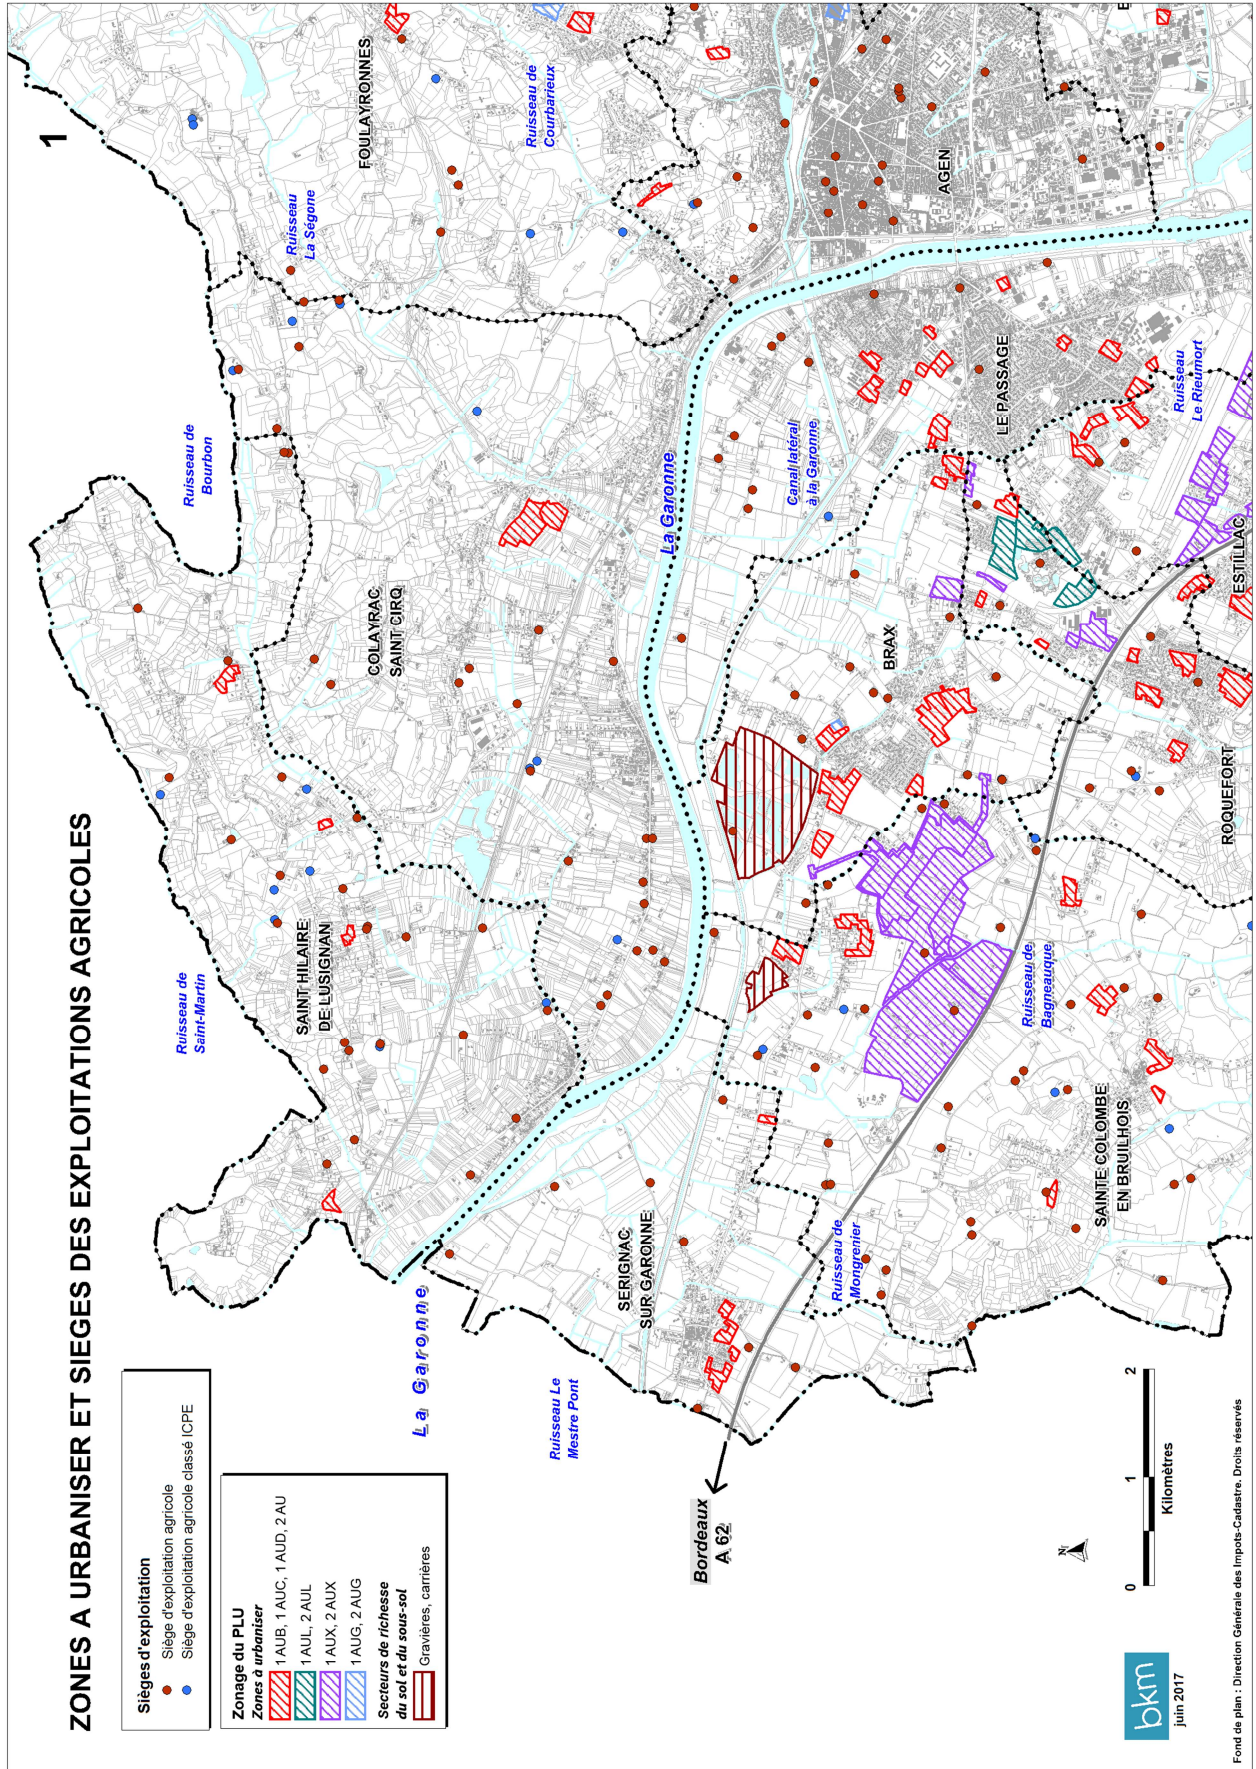 ZONES A URBANISER ET SIEGES DES EXPLOITATIONS AGRICOLES
1
Sièges d'exploitation
Siège d'exploitation agricole
Siège d'exploitation agricole classé ICPE
Zonage du PLU
Zones à urbaniser
1 AUB, 1 AUC, 1 AUD, 2 AU
1 AUL, 2 AUL
1 AUX, 2 AUX
1 AUG, 2 AUG
Secteurs de richesse
du sol et du sous-sol
Gravières, carrières
Ruisseau de
Saint-Martin
Ruisseau de
Bourbon
Ruisseau
La Ségone
FOULAYRONNES
Ruisseau de
Courbarieux
SAINT HILAIRE
DE LUSIGNAN
COLAYRAC
SAINT CIRQ
La Garonne
La Garonne
Ruisseau Le
Mestre Pont
SERIGNAC
SUR GARONNE
Canal latéral
à la Garonne
AGEN
BRAX
LE PASSAGE
Bordeaux
A 62
Ruisseau de
Mongrenier
Ruisseau de
Bagneauque
SAINTE COLOMBE
EN BRUILHOIS
ROQUEFORT
ESTILLAC
Ruisseau
Le Rieumort
N
0
1
2
Kilomètres
bkm
juin 2017
Fond de plan : Direction Générale des Impots-Cadastre. Droits réservés